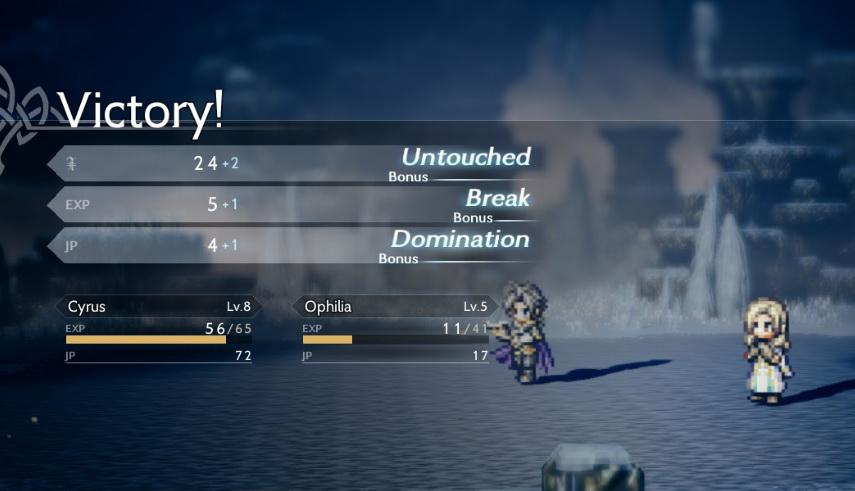 Victory!
24+2 Untouched
Bonus
EXP 5+1 Break
Bonus
JP 4+1 Domination
Bonus
Cyrus Lv.8 Ophilia Lv.5
EXP 56/65 EXP 11/41
JP 72 JP 17